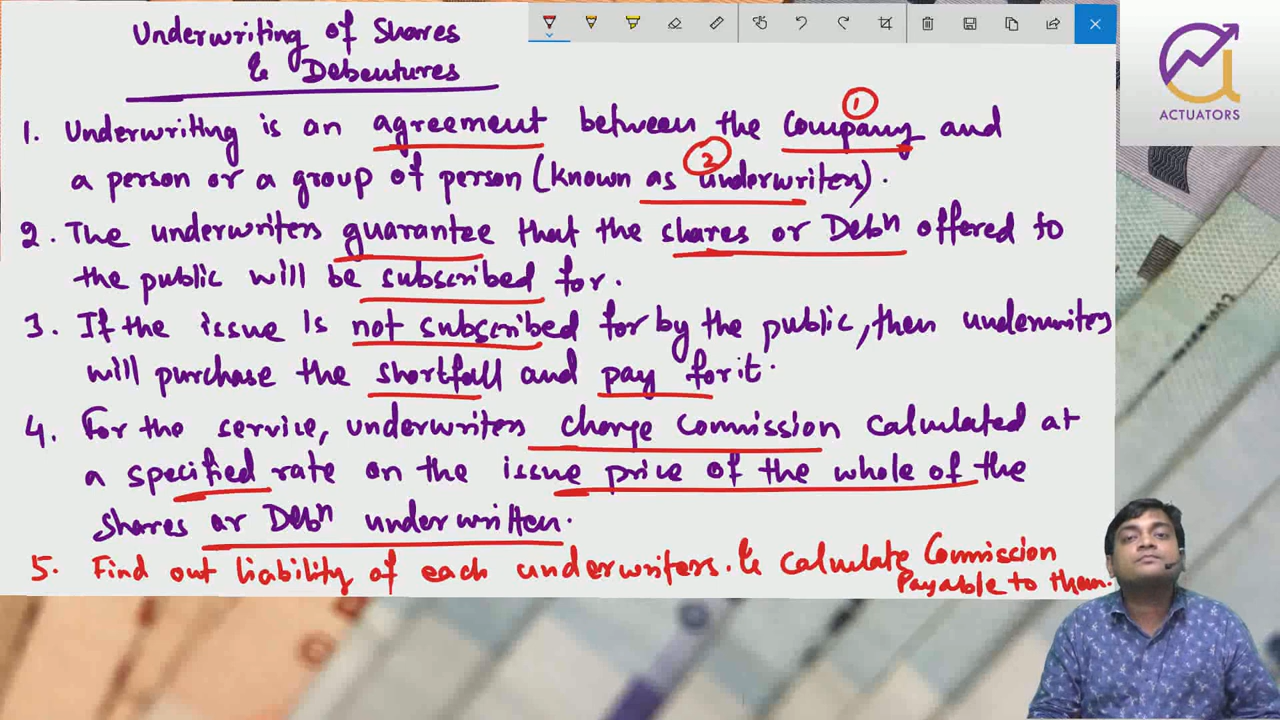 Underwriting of Shares
& Debentures
1. Underwriting is an agreement between the Company and
①
a person or a group of person (known as underwriters).
②
2. The underwriters guarantee that the shares or Debⁿ offered to
the public will be subscribed for.
3. If the issue is not subscribed for by the public, then underwriters
will purchase the shortfall and pay for it.
4. For the service, underwriters charge Commission calculated at
a specified rate on the issue price of the whole of the
shares or Debⁿ underwritten.
5. Find out liability of each underwriters. & Calculate Commission
Payable to them.
ACTUATORS